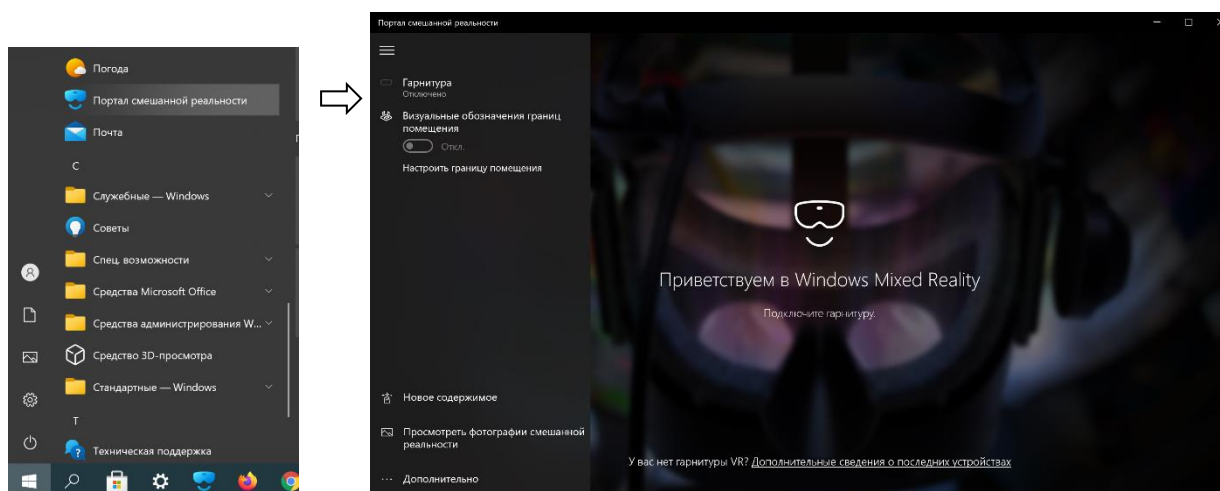 Погода
Портал смешанной реальности
Почта
С
Служебные — Windows
Советы
Спец. возможности
Средства Microsoft Office
Средства администрирования W...
Средство 3D-просмотра
Стандартные — Windows
Т
Техническая поддержка
Портал смешанной реальности
Гарнитура
Отключено
Визуальные обозначения границ
помещения
Откл.
Настроить границу помещения
Приветствуем в Windows Mixed Reality
Подключите гарнитуру.
Новое содержимое
Просмотреть фотографии смешанной
реальности
Дополнительно
У вас нет гарнитуры VR? Дополнительные сведения о последних устройствах